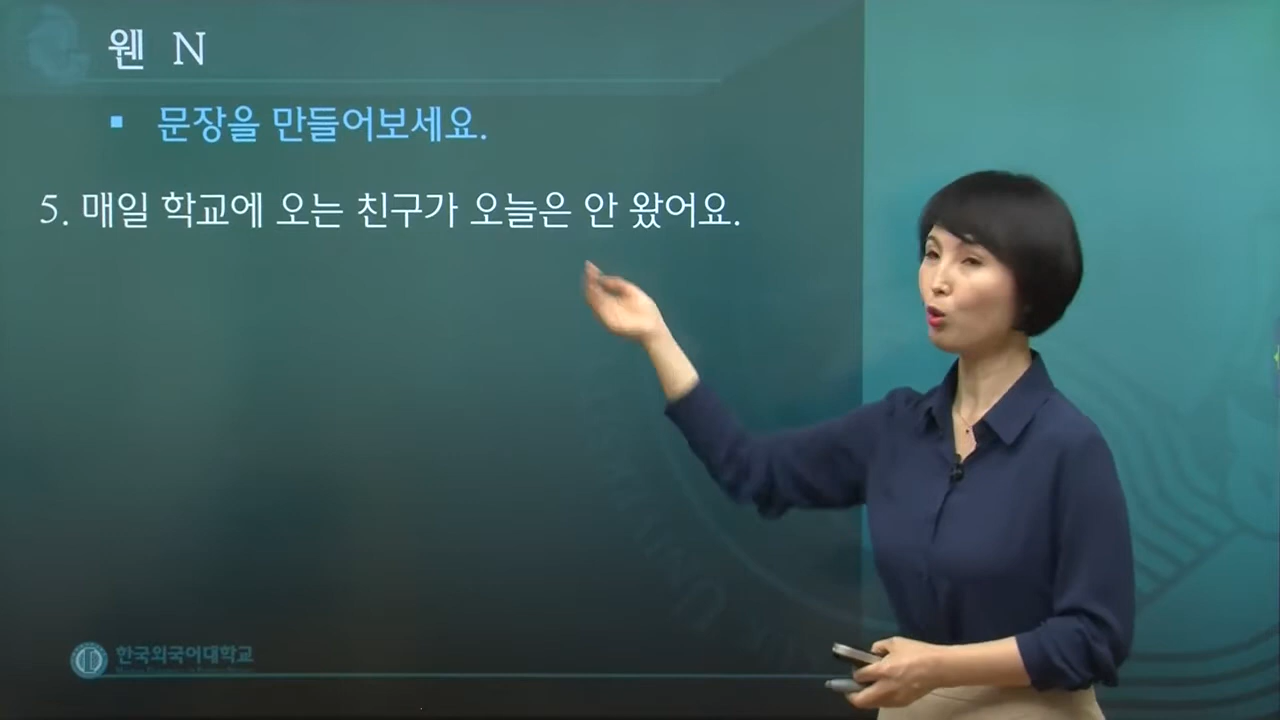 웬 N
▪ 문장을 만들어보세요.
5. 매일 학교에 오는 친구가 오늘은 안 왔어요.
한국외국어대학교